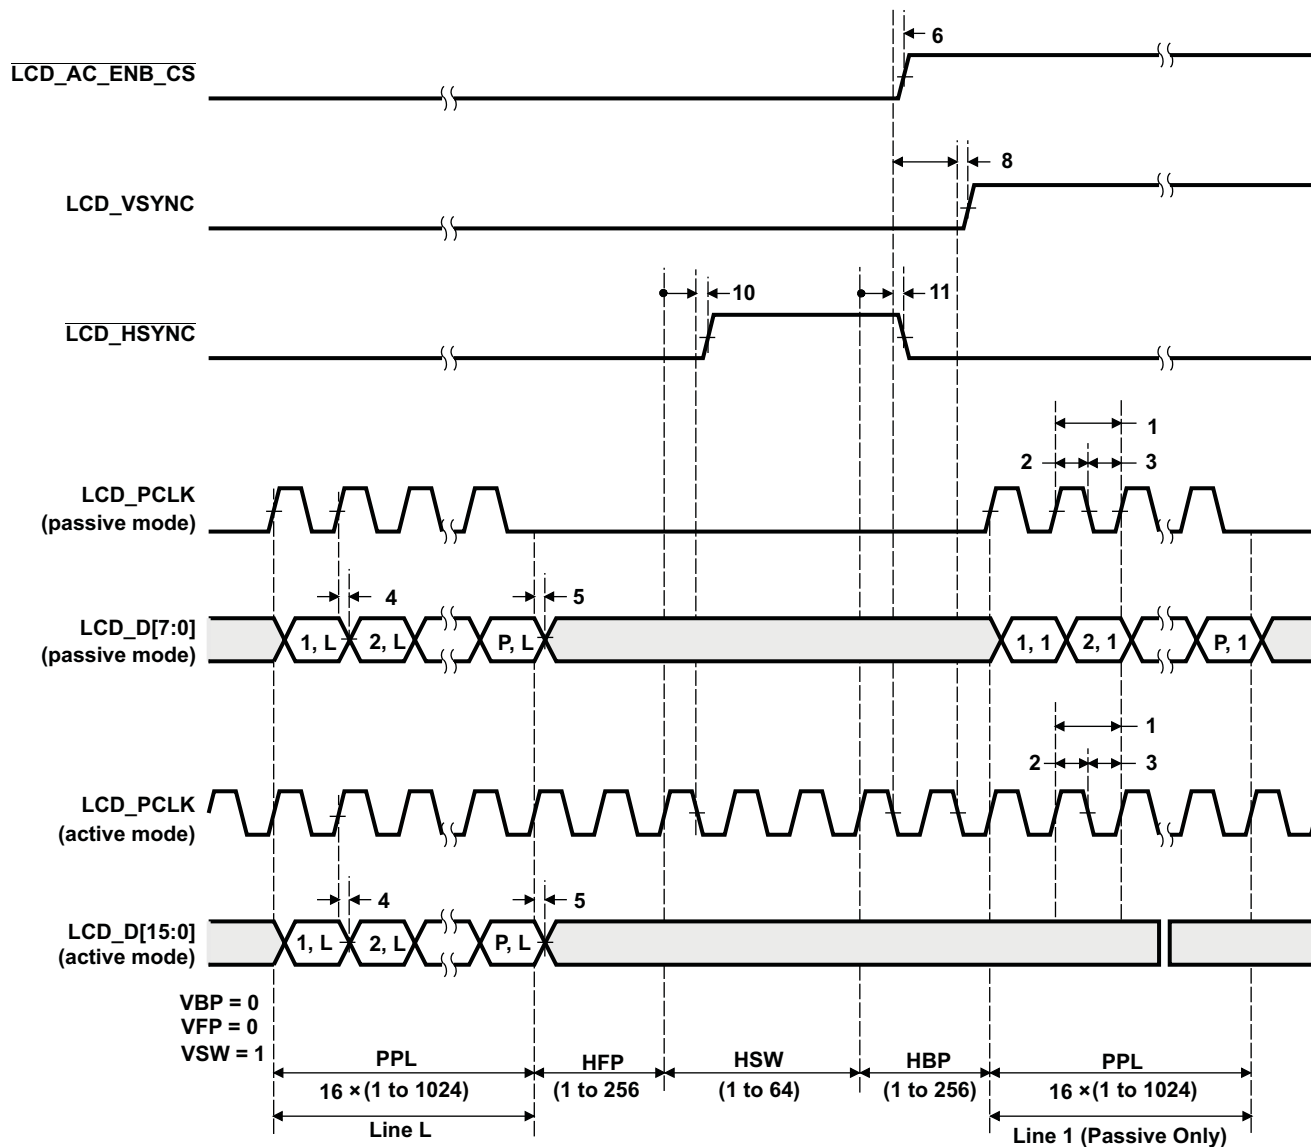 6
LCD_AC_ENB_CS
8
LCD_VSYNC
10
11
LCD_HSYNC
1
2
3
LCD_PCLK
(passive mode)
4
5
LCD_D[7:0]
(passive mode)
1, L
2, L
P, L
1, 1
2, 1
P, 1
1
2
3
LCD_PCLK
(active mode)
4
5
LCD_D[15:0]
(active mode)
1, L
2, L
P, L
VBP = 0
VFP = 0
VSW = 1
PPL
HFP
HSW
HBP
PPL
16 × (1 to 1024)
(1 to 256
(1 to 64)
(1 to 256)
16 × (1 to 1024)
Line L
Line 1 (Passive Only)